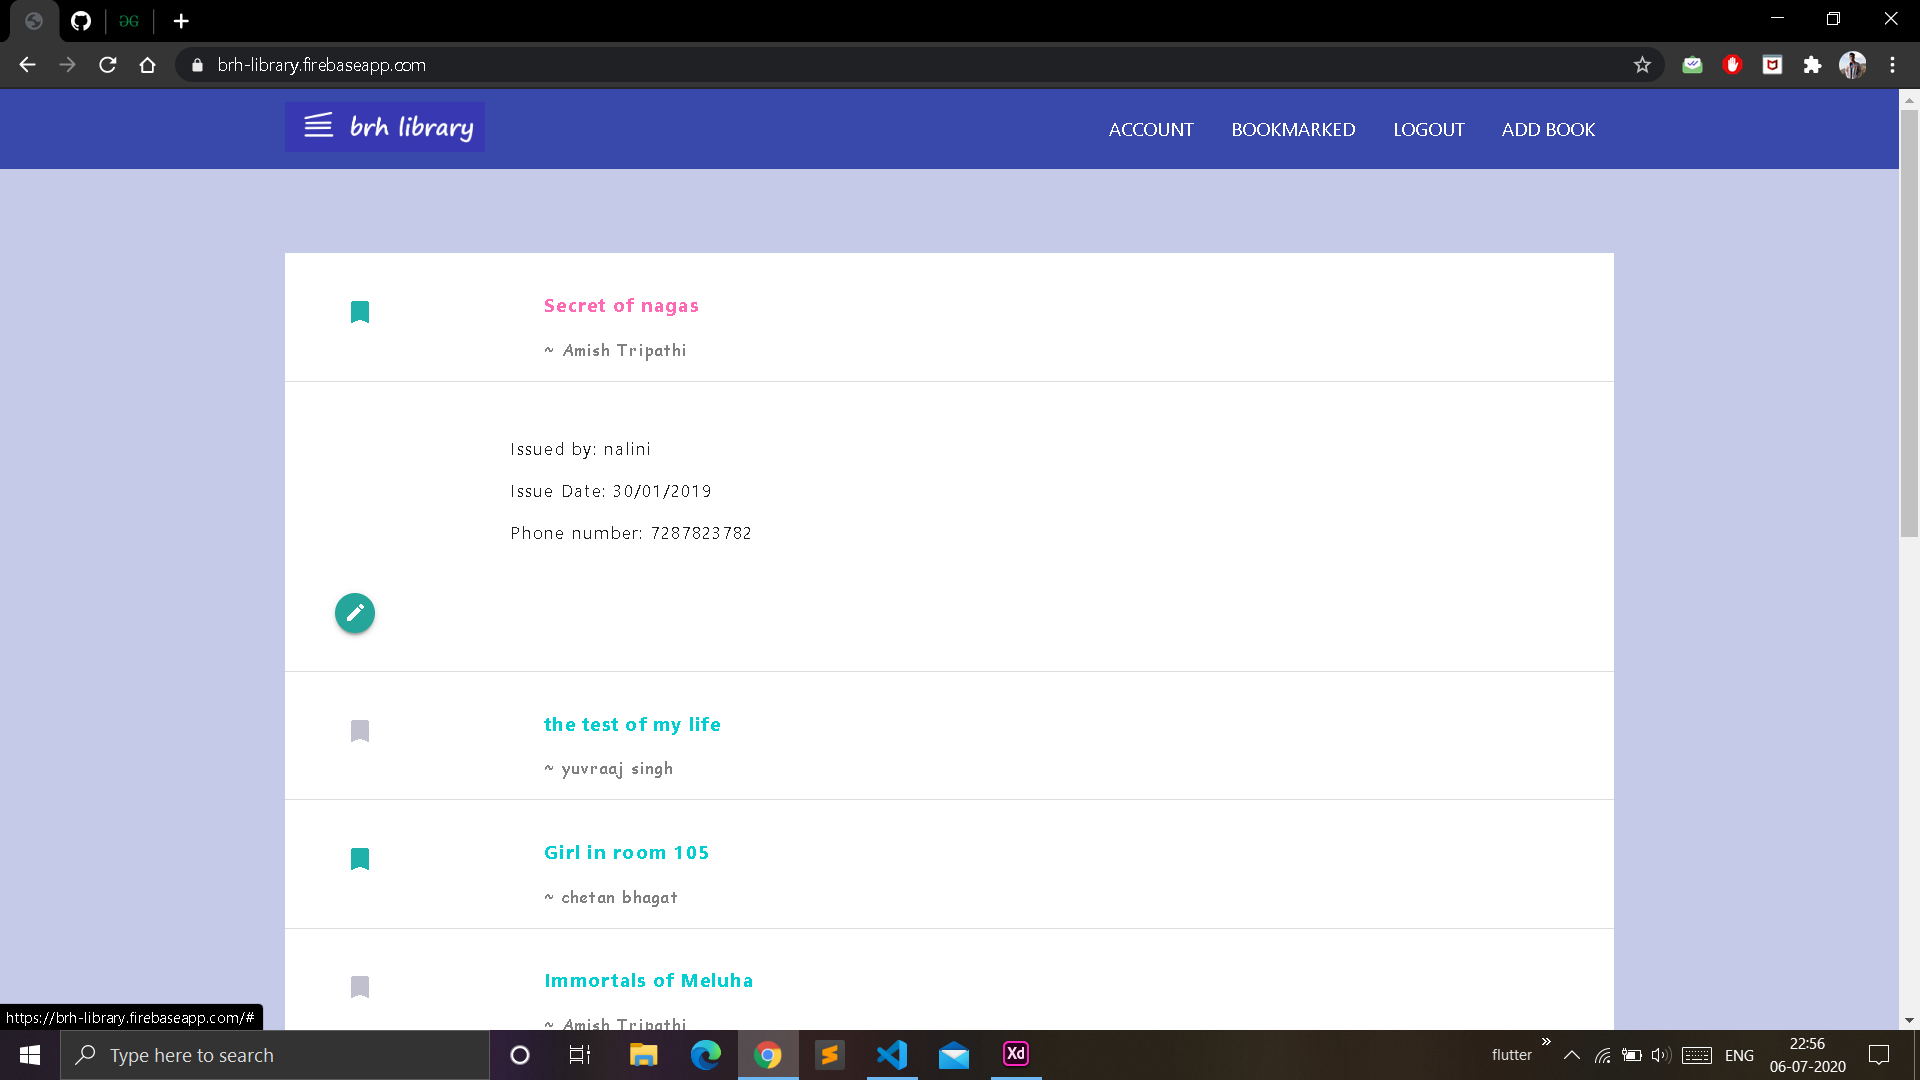 brh-library.firebaseapp.com
brh library
ACCOUNT BOOKMARKED LOGOUT ADD BOOK
Secret of nagas
~ Amish Tripathi
Issued by: nalini
Issue Date: 30/01/2019
Phone number: 7287823782
the test of my life
~ yuvraaj singh
Girl in room 105
~ chetan bhagat
Immortals of Meluha
~ Amish Tripathi
https://brh-library.firebaseapp.com/#
Type here to search
Xd
flutter
ENG
22:56
06-07-2020